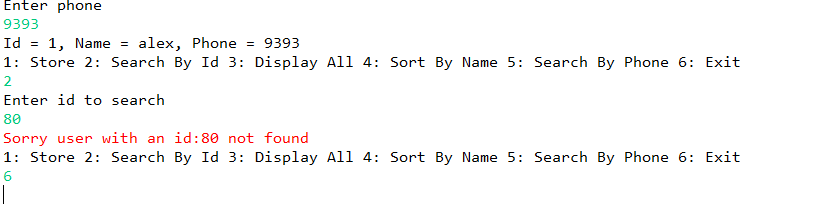 Enter phone
9393
Id = 1, Name = alex, Phone = 9393
1: Store 2: Search By Id 3: Display All 4: Sort By Name 5: Search By Phone 6: Exit
2
Enter id to search
80
Sorry user with an id:80 not found
1: Store 2: Search By Id 3: Display All 4: Sort By Name 5: Search By Phone 6: Exit
6